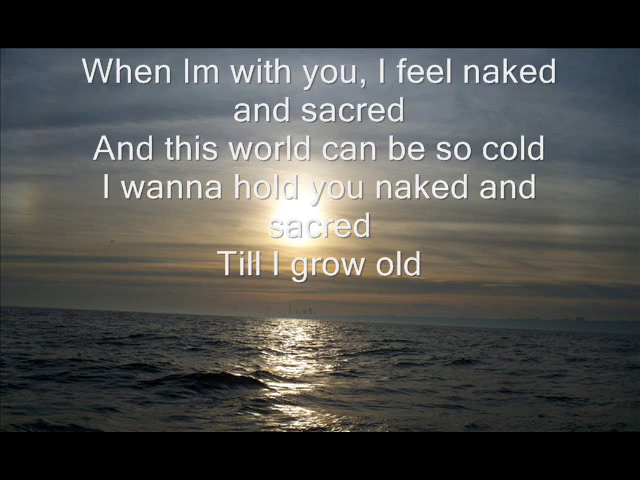 When Im with you, I feel naked
and sacred
And this world can be so cold
I wanna hold you naked and
sacred
Till I grow old